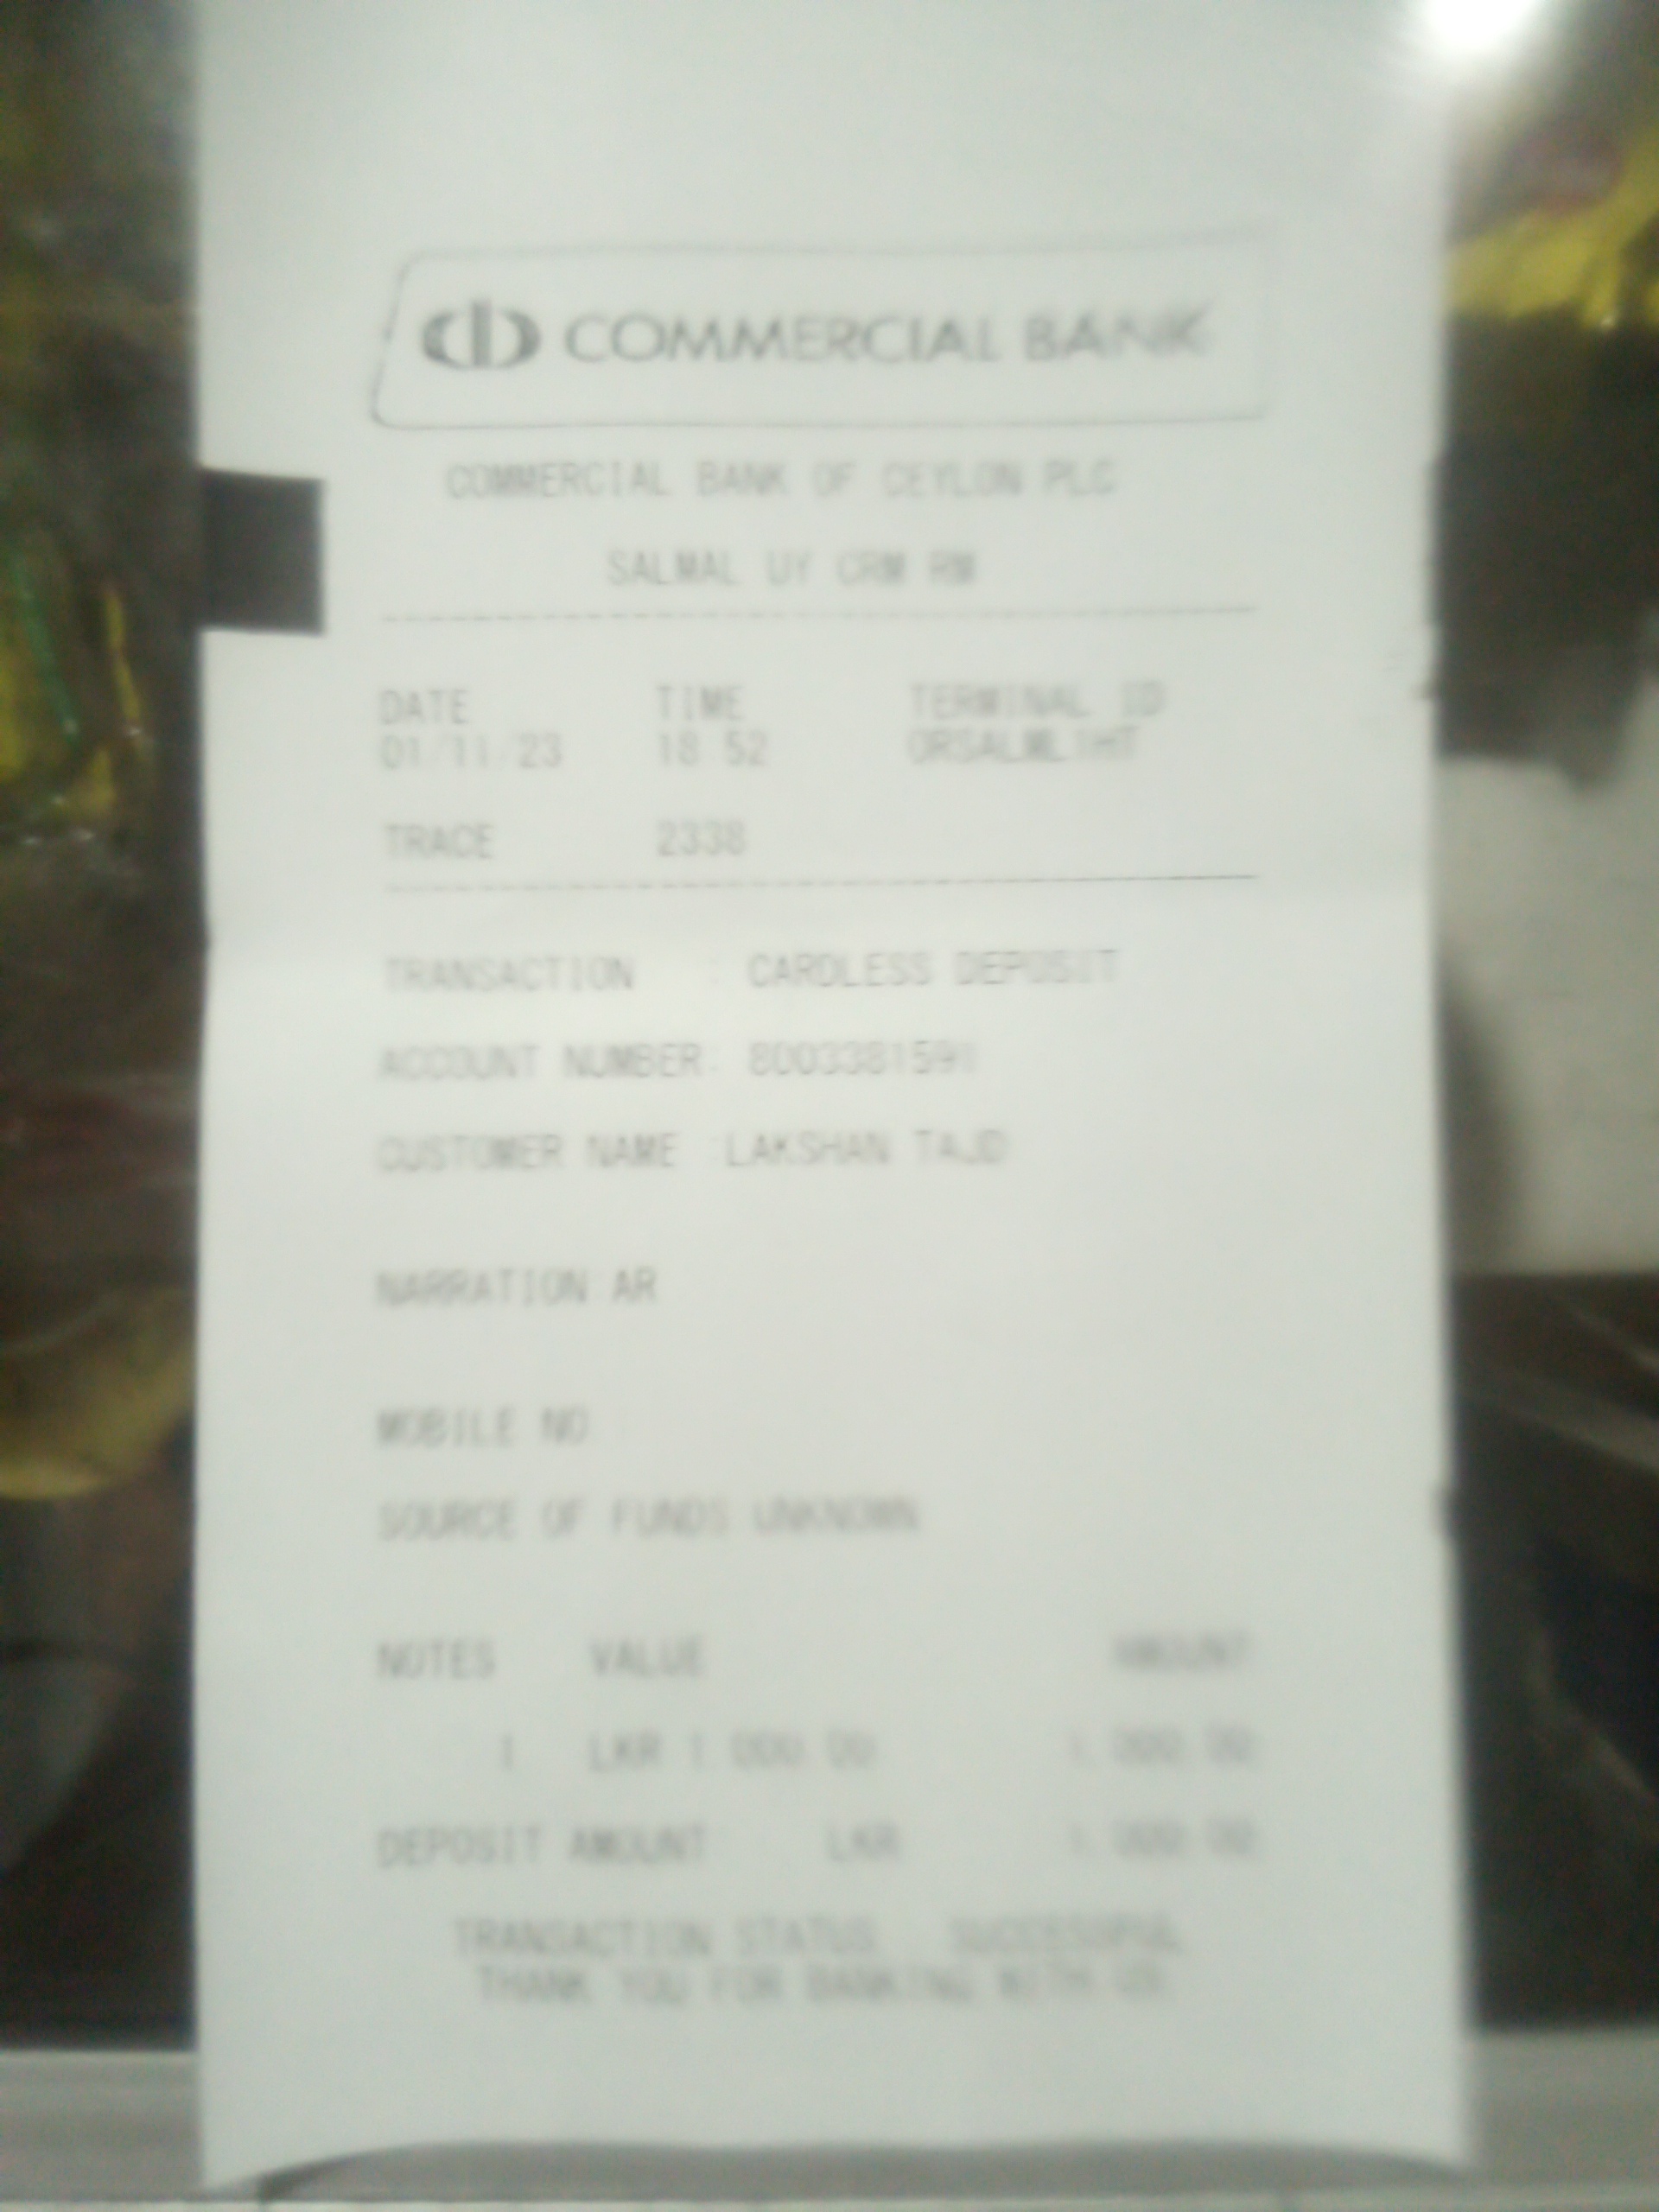 COMMERCIAL BANK
COMMERCIAL BANK OF CEYLON PLC
SALMAL UY CRM RM
DATE TIME TERMINAL ID
01/11/23 18:52
TRACE 2338
TRANSACTION : CARDLESS DEPOSIT
ACCOUNT NUMBER: 8003381591
CUSTOMER NAME :LAKSHAN TAJD
NARRATION:AR
MOBILE NO
SOURCE OF FUNDS:UNKNOWN
NOTES VALUE AMOUNT
1 LKR 1,000.00 1,000.00
DEPOSIT AMOUNT LKR 1,000.00
TRANSACTION STATUS : SUCCESSFUL
THANK YOU FOR BANKING WITH US